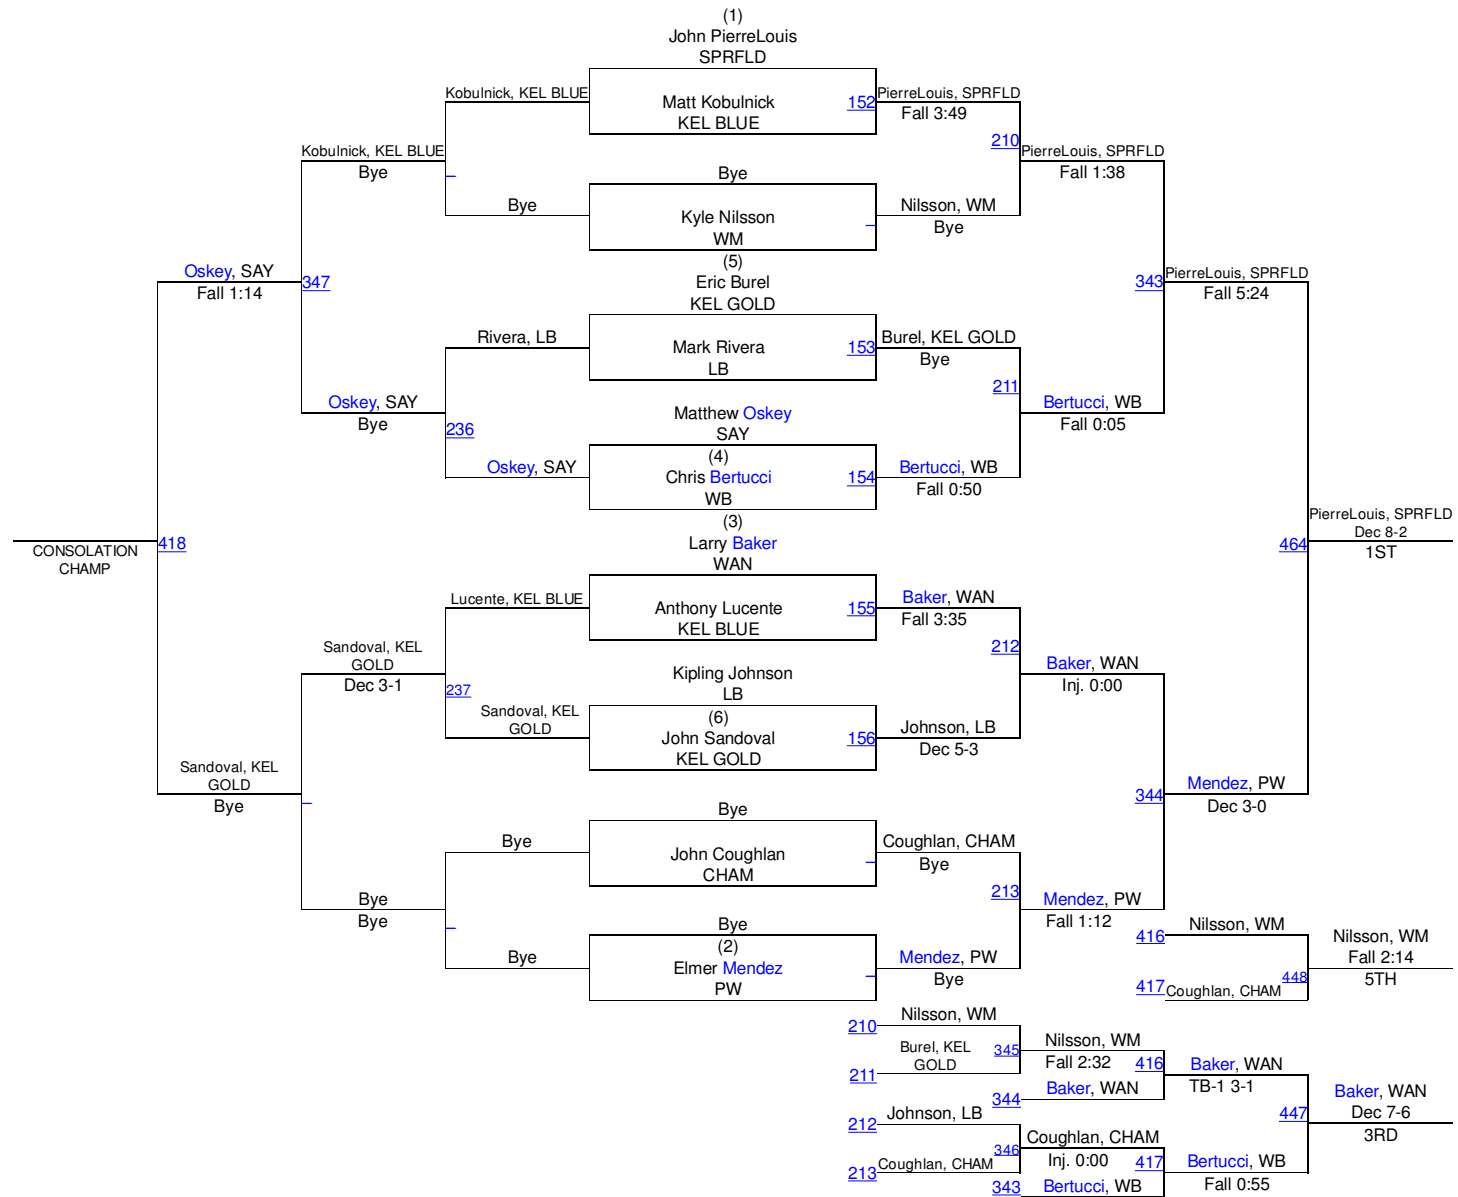 (1)
John PierreLouis
SPRFLD
Kobulnick, KEL BLUE
Matt Kobulnick
152
PierreLouis, SPRFLD
KEL BLUE
Fall 3:49
210
Kobulnick, KEL BLUE
PierreLouis, SPRFLD
Bye
Bye
Fall 1:38
Bye
Kyle Nilsson
Nilsson, WM
WM
Bye
(5)
Oskey, SAY
347
Eric Burel
343
PierreLouis, SPRFLD
Fall 1:14
KEL GOLD
Fall 5:24
Rivera, LB
Mark Rivera
153
Burel, KEL GOLD
LB
Bye
211
Oskey, SAY
Matthew Oskey
Bertucci, WB
Bye
236
SAY
Fall 0:05
(4)
Oskey, SAY
Chris Bertucci
154
Bertucci, WB
WB
Fall 0:50
(3)
PierreLouis, SPRFLD
Dec 8-2
CONSOLATION
CHAMP
418
Larry Baker
464
1ST
WAN
Lucente, KEL BLUE
Anthony Lucente
155
Baker, WAN
KEL BLUE
Fall 3:35
212
Sandoval, KEL
GOLD
Kipling Johnson
Baker, WAN
Dec 3-1
237
LB
Inj. 0:00
Sandoval, KEL
GOLD
(6)
John Sandoval
156
Johnson, LB
KEL GOLD
Dec 5-3
Sandoval, KEL
GOLD
344
Mendez, PW
Bye
Bye
Dec 3-0
Bye
John Coughlan
Coughlan, CHAM
CHAM
Bye
213
Bye
Mendez, PW
Bye
Bye
Fall 1:12
416
Nilsson, WM
Nilsson, WM
Bye
(2)
Elmer Mendez
Mendez, PW
Fall 2:14
PW
Bye
417
Coughlan, CHAM
448
5TH
210
Nilsson, WM
Burel, KEL
GOLD
345
Nilsson, WM
211
Fall 2:32
416
Baker, WAN
344
Baker, WAN
TB-1 3-1
Baker, WAN
212
Johnson, LB
447
Dec 7-6
346
Coughlan, CHAM
3RD
213
Coughlan, CHAM
Inj. 0:00
417
Bertucci, WB
343
Bertucci, WB
Fall 0:55